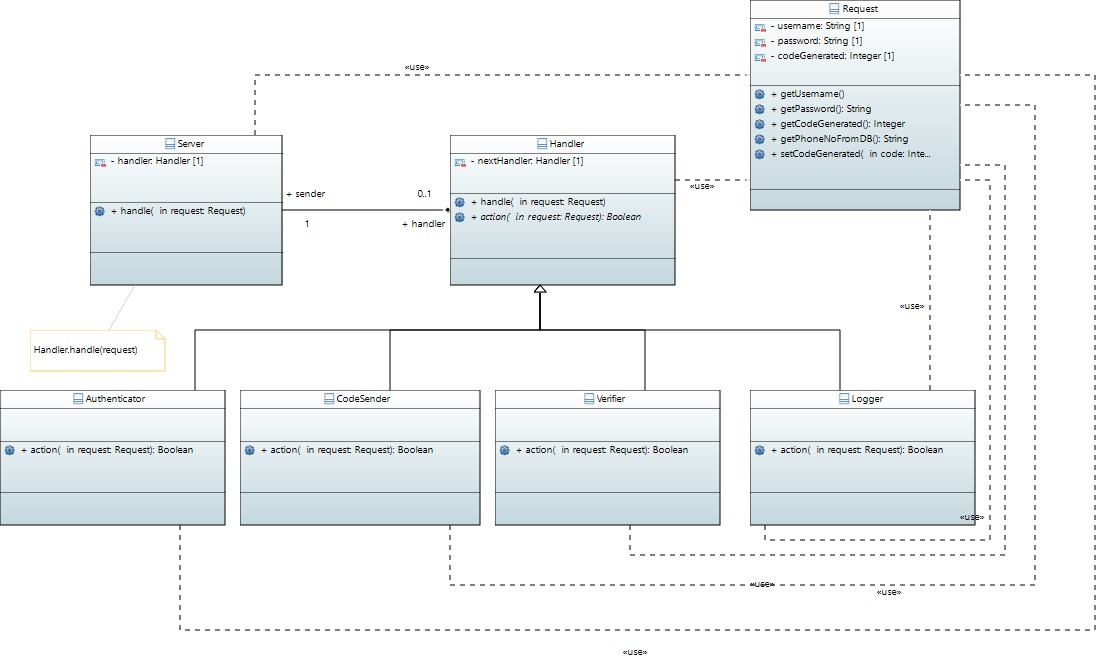 Request
- username: String [1]
- password: String [1]
- codeGenerated: Integer [1]
+ getUsername()
+ getPassword(): String
+ getCodeGenerated(): Integer
+ getPhoneNoFromDB(): String
+ setCodeGenerated( in code: Inte...
«use»
Server
- handler: Handler [1]
+ handle( in request: Request)
+ sender
0..1
1
+ handler
Handler
- nextHandler: Handler [1]
+ handle( in request: Request)
+ action( in request: Request): Boolean
«use»
«use»
Handler.handle(request)
Authenticator
+ action( in request: Request): Boolean
CodeSender
+ action( in request: Request): Boolean
Verifier
+ action( in request: Request): Boolean
Logger
+ action( in request: Request): Boolean
«use»
«use»
«use»
«use»